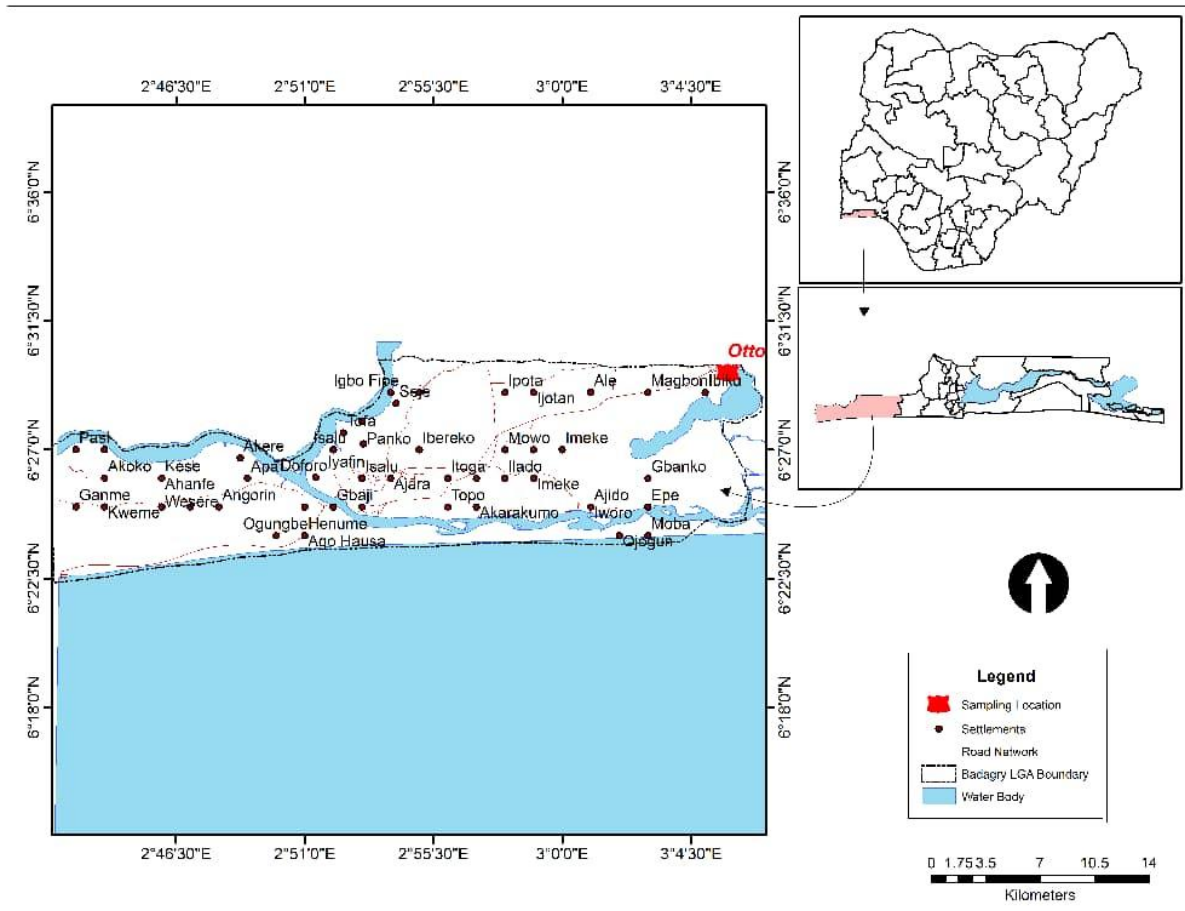 2°46'30"E 2°51'0"E 2°55'30"E 3°0'0"E 3°4'30"E
6°36'0"N 6°36'0"N
6°31'30"N 6°31'30"N
6°27'0"N 6°27'0"N
6°22'30"N 6°22'30"N
6°18'0"N 6°18'0"N
Otto
Igbo Fipe Seje Ipota Ale Magbon Ibiku
Ijotan
Tofa
Pasi Akere Isalu Panko Ibereko Mowo Imeke
Iyafin
Akoko Kese Apa Doforo Isalu Itoga Ilado Gbanko
Ahanfe Ajara Imeke
Ganme Wesere Angorin Gbaji Topo Ajido Epe
Kweme Akarakumo Iworo
Ogungbe Henume Moba
Ago Hausa Ojogun
2°46'30"E 2°51'0"E 2°55'30"E 3°0'0"E 3°4'30"E
Legend
Sampling Location
Settlements
Road Natwork
Badagry LGA Boundary
Water Body
0 1.75 3.5 7 10.5 14
Kilometers